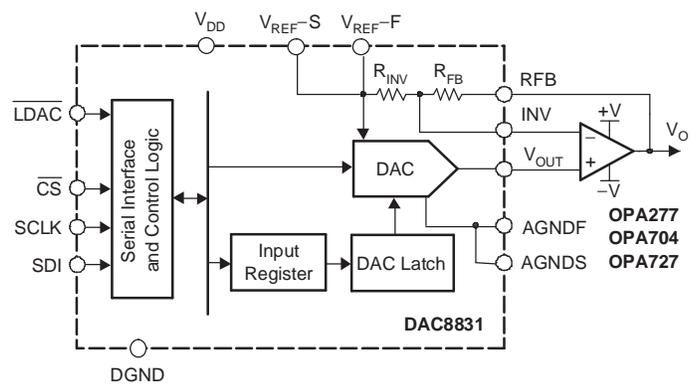 VDD
VREF−S
VREF−F
RINV
RFB
RFB
LDAC
INV
+V
VO
Serial Interface
and Control Logic
DAC
VOUT
−
+
−V
CS
SCLK
SDI
Input
Register
DAC Latch
AGNDF
AGNDS
OPA277
OPA704
OPA727
DAC8831
DGND